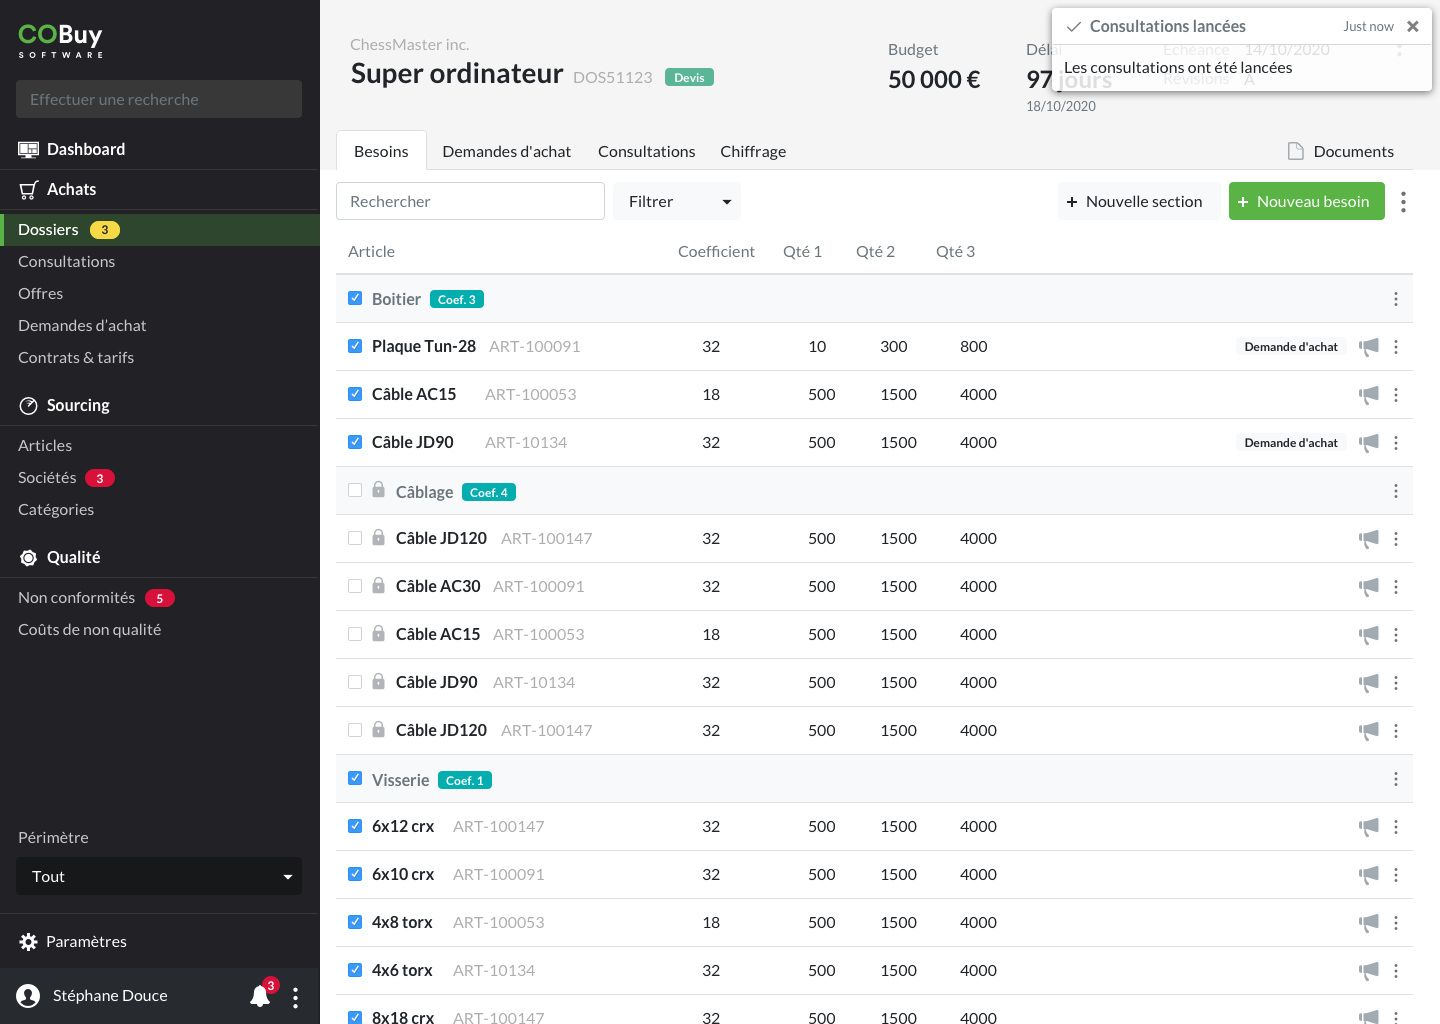 COBuy
SOFTWARE
Effectuer une recherche
Dashboard
Achats
Dossiers 3
Consultations
Offres
Demandes d'achat
Contrats & tarifs
Sourcing
Articles
Sociétés 3
Catégories
Qualité
Non conformités 5
Coûts de non qualité
Périmètre
Tout
Paramètres
Stéphane Douce 3
ChessMaster inc.
Super ordinateur DOS51123 Devis
Budget
50 000 €
Délai
97 jours
18/10/2020
Echéance 14/10/2020
Révisions A
Consultations lancées Just now
Les consultations ont été lancées
Besoins Demandes d'achat Consultations Chiffrage Documents
Rechercher Filtrer Nouvelle section Nouveau besoin
Article Coefficient Qté 1 Qté 2 Qté 3
Boitier Coef. 3
Plaque Tun-28 ART-100091 32 10 300 800 Demande d'achat
Câble AC15 ART-100053 18 500 1500 4000
Câble JD90 ART-10134 32 500 1500 4000 Demande d'achat
Câblage Coef. 4
Câble JD120 ART-100147 32 500 1500 4000
Câble AC30 ART-100091 32 500 1500 4000
Câble AC15 ART-100053 18 500 1500 4000
Câble JD90 ART-10134 32 500 1500 4000
Câble JD120 ART-100147 32 500 1500 4000
Visserie Coef. 1
6x12 crx ART-100147 32 500 1500 4000
6x10 crx ART-100091 32 500 1500 4000
4x8 torx ART-100053 18 500 1500 4000
4x6 torx ART-10134 32 500 1500 4000
8x18 crx ART-100147 32 500 1500 4000